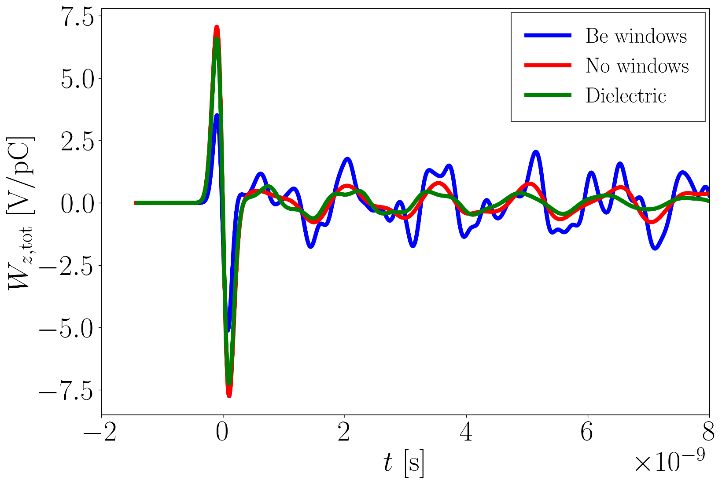 Be windows
No windows
Dielectric
7.5
5.0
2.5
0.0
−2.5
−5.0
−7.5
W_{z,tot} [V/pC]
−2 0 2 4 6 8
t [s]
×10⁻⁹